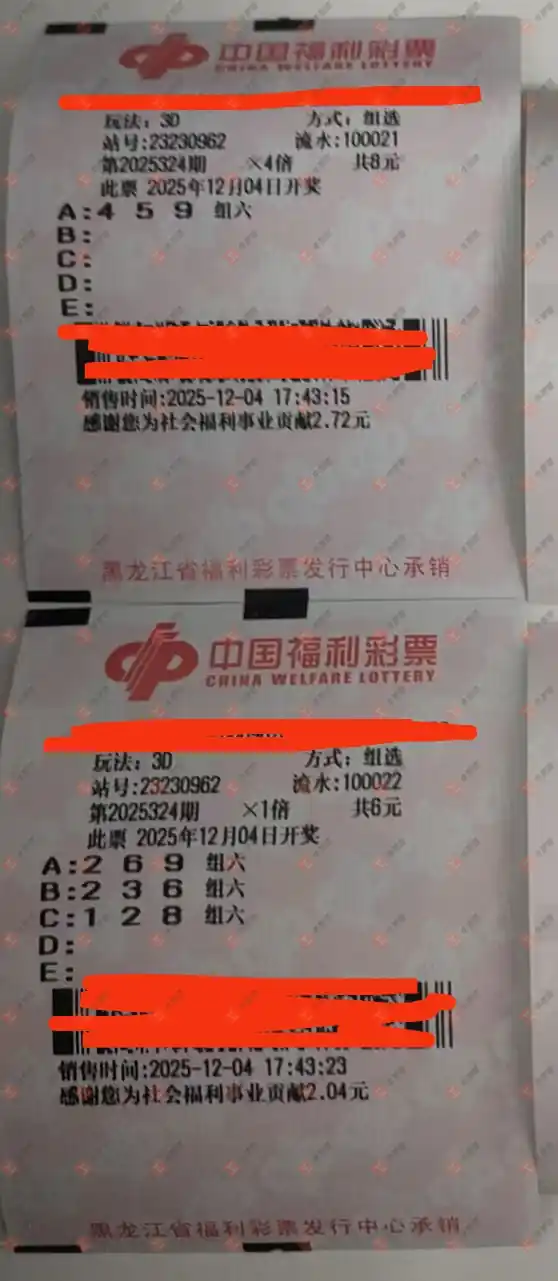 中国福利彩票
CHINA WELFARE LOTTERY
玩法：3D 方式：组选
站号:23230962 流水:100021
第2025324期 ×4倍 共8元
此票 2025年12月04日开奖
A:4 5 9 组六
B:
C:
D:
E:
销售时间:2025-12-04 17:43:15
感谢您为社会福利事业贡献2.72元
黑龙江省福利彩票发行中心承销
中国福利彩票
CHINA WELFARE LOTTERY
玩法：3D 方式：组选
站号:23230962 流水:100022
第2025324期 ×1倍 共6元
此票 2025年12月04日开奖
A:2 6 9 组六
B:2 3 6 组六
C:1 2 8 组六
D:
E:
销售时间:2025-12-04 17:43:23
感谢您为社会福利事业贡献2.04元
黑龙江省福利彩票发行中心承销